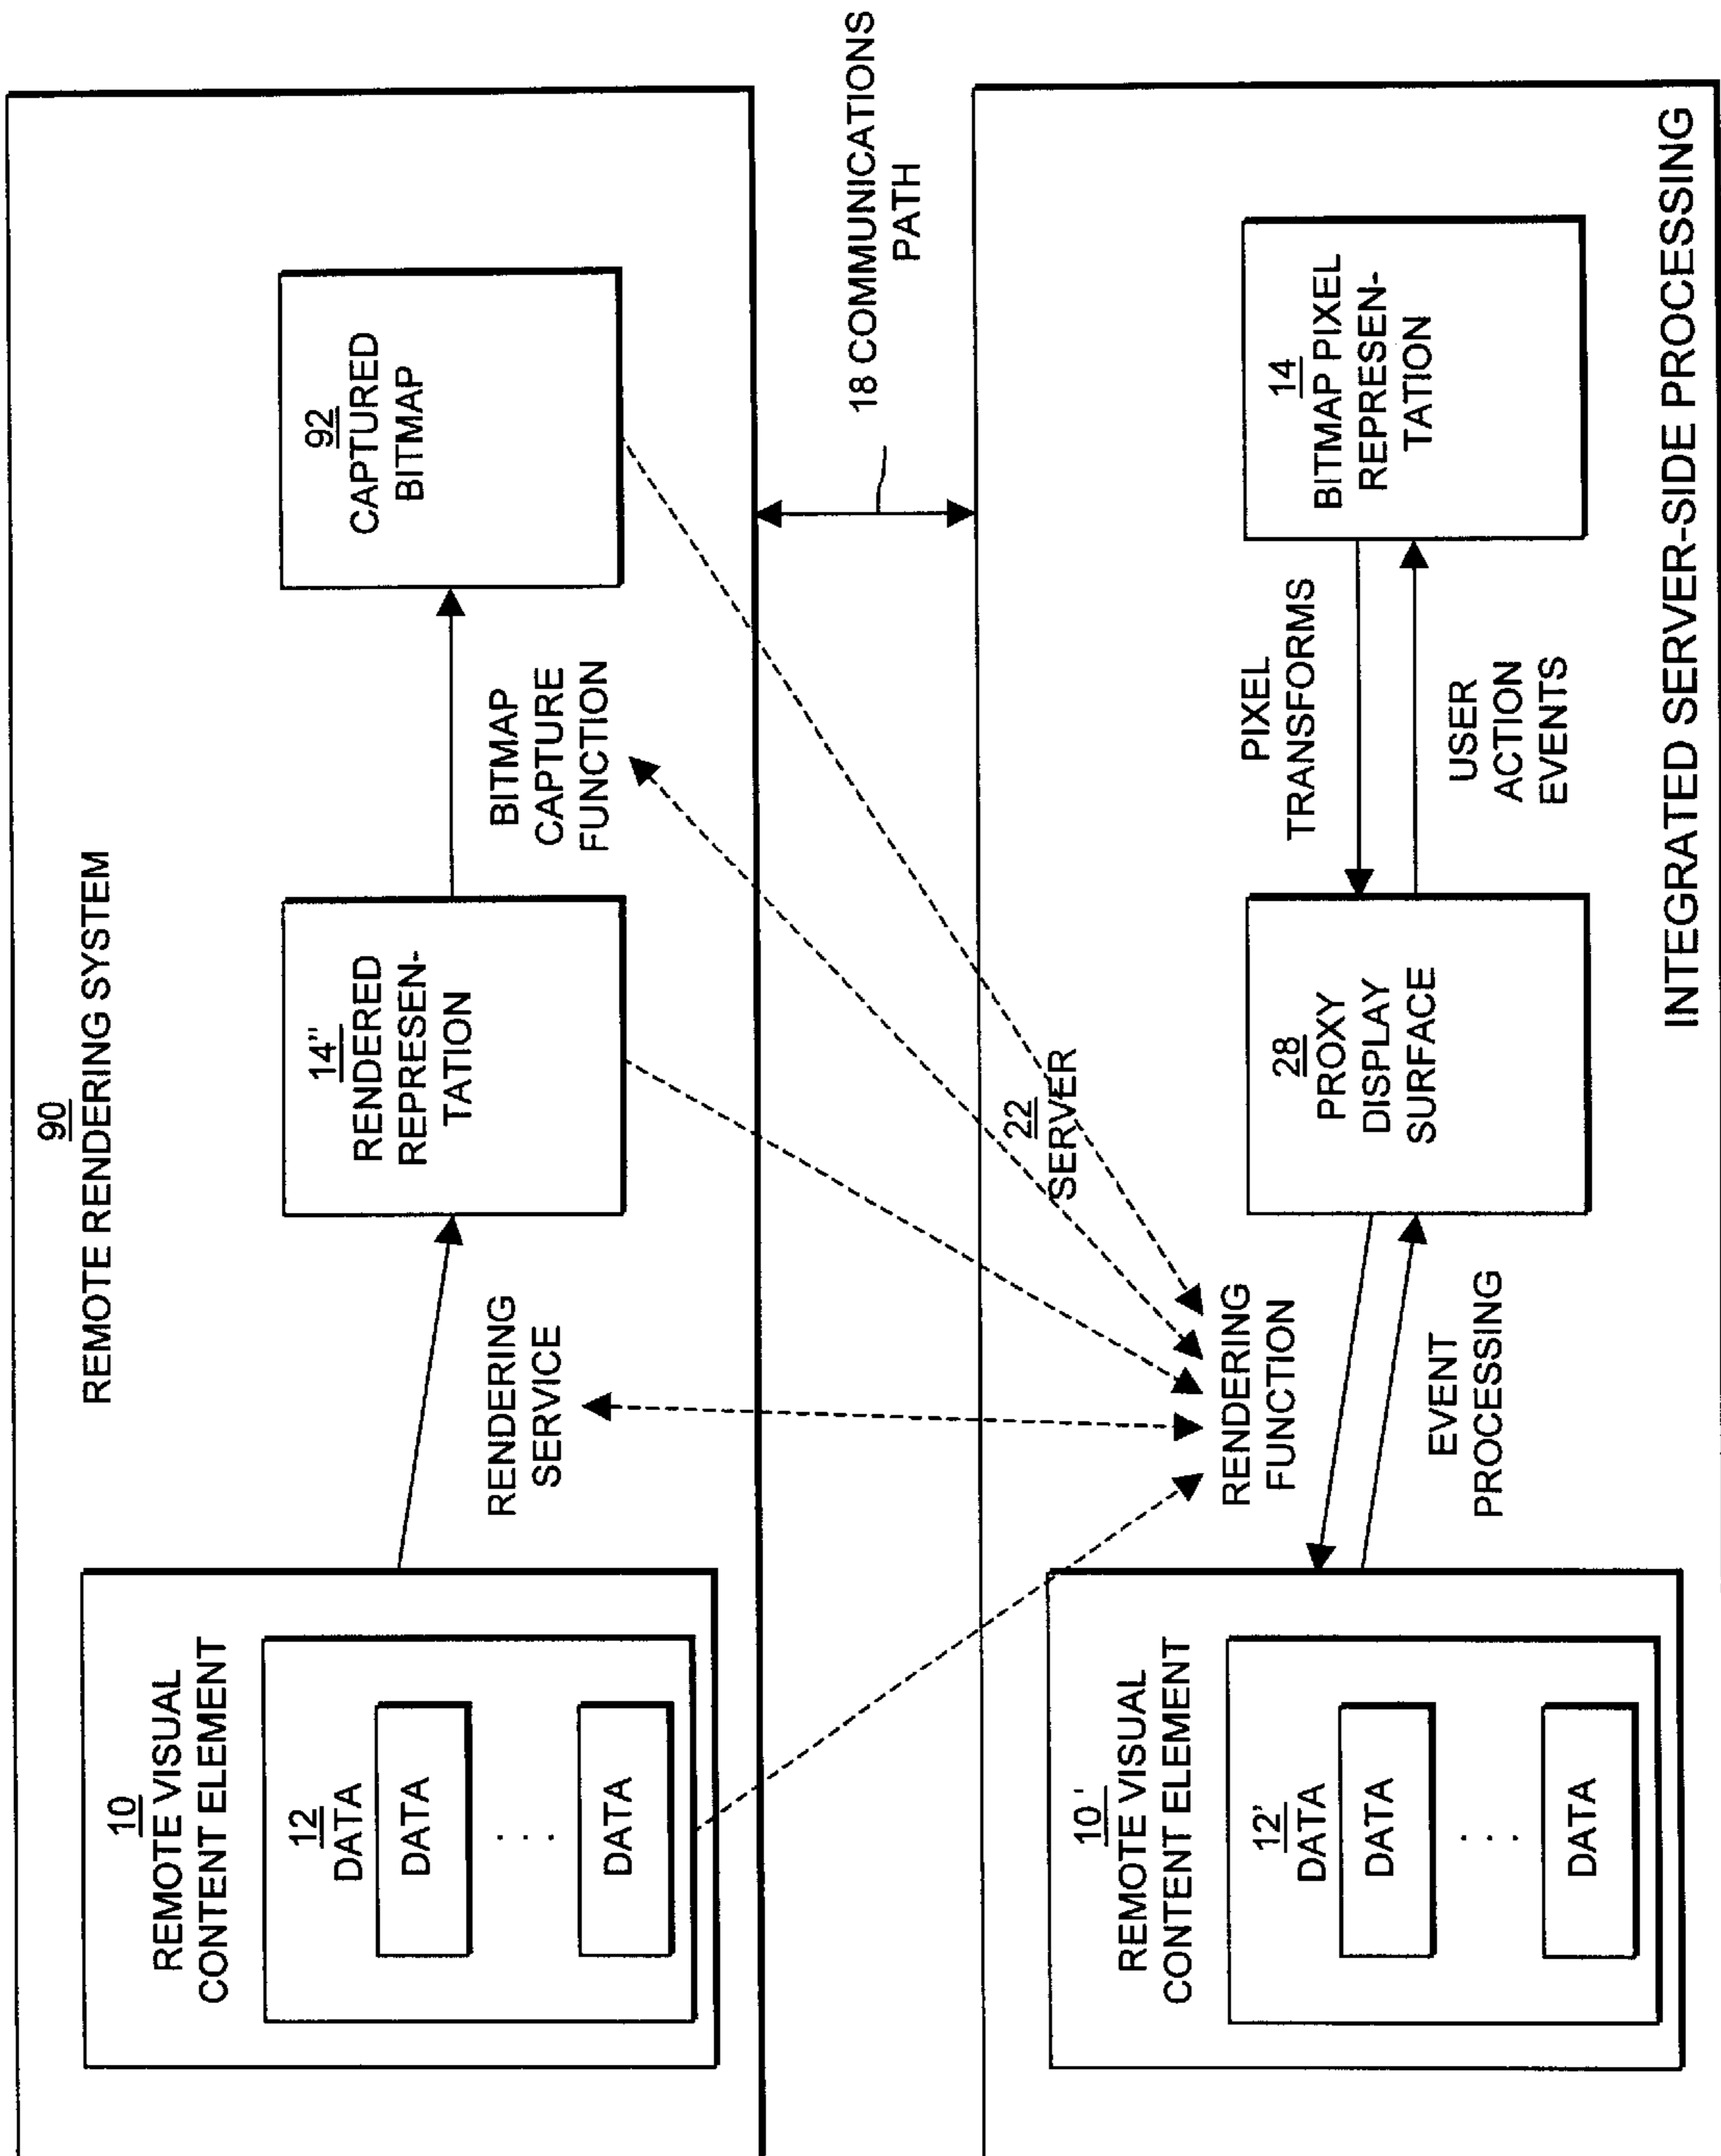 90
REMOTE RENDERING SYSTEM
10
REMOTE VISUAL
CONTENT ELEMENT
12
DATA
DATA
. . .
DATA
RENDERING
SERVICE
14"
RENDERED
REPRESEN-
TATION
BITMAP
CAPTURE
FUNCTION
92
CAPTURED
BITMAP
18 COMMUNICATIONS
PATH
22
SERVER
10'
REMOTE VISUAL
CONTENT ELEMENT
12'
DATA
DATA
. . .
DATA
RENDERING
FUNCTION
EVENT
PROCESSING
28
PROXY
DISPLAY
SURFACE
PIXEL
TRANSFORMS
USER
ACTION
EVENTS
14
BITMAP PIXEL
REPRESEN-
TATION
INTEGRATED SERVER-SIDE PROCESSING